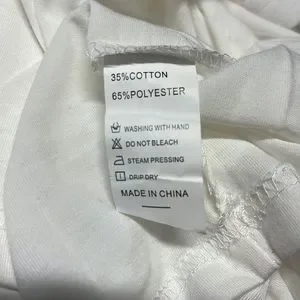 35%COTTON
65%POLYESTER
WASHING WITH HAND
DO NOT BLEACH
STEAM PRESSING
DRIP DRY
MADE IN CHINA